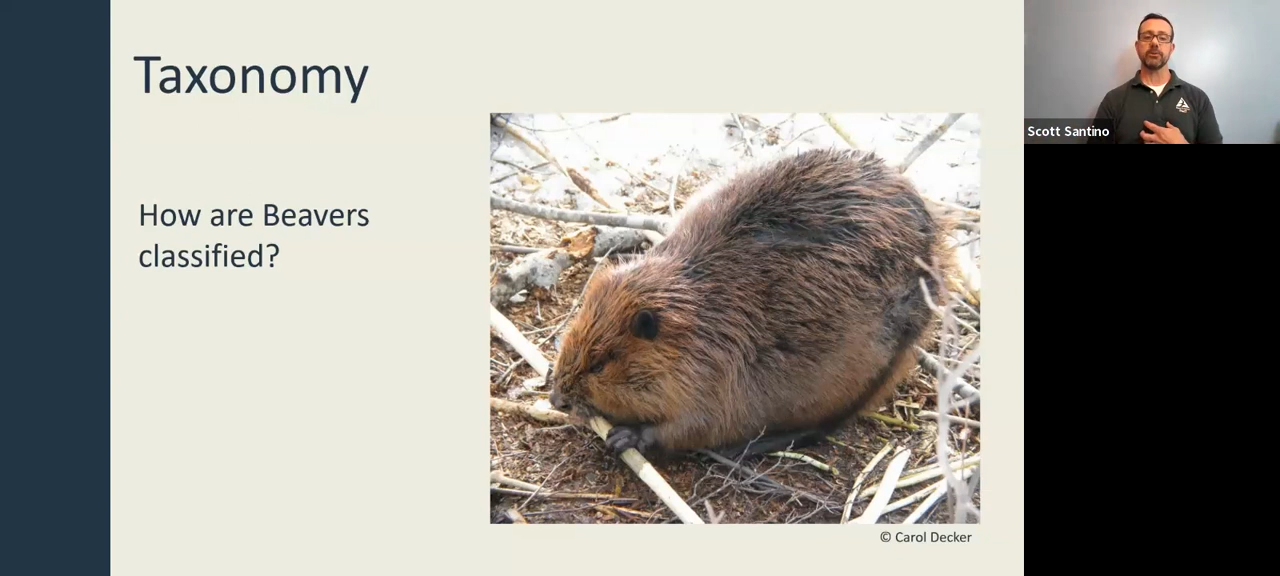 Taxonomy
How are Beavers
classified?
© Carol Decker
Scott Santino